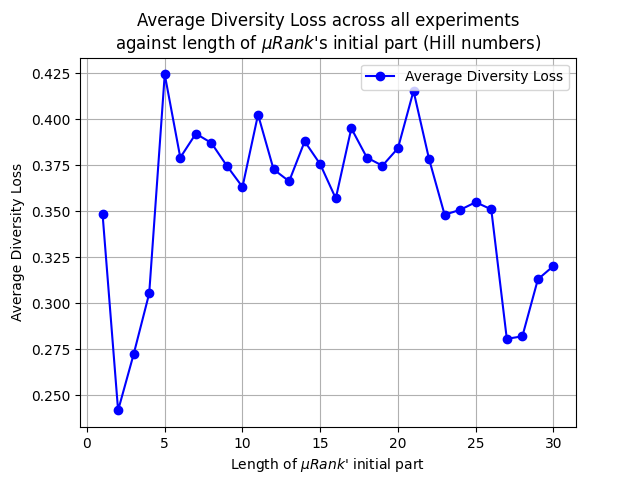 Average Diversity Loss across all experiments
against length of μRank's initial part (Hill numbers)
Average Diversity Loss
0.425
0.400
0.375
0.350
0.325
0.300
0.275
0.250
Average Diversity Loss
0 5 10 15 20 25 30
Length of μRank' initial part